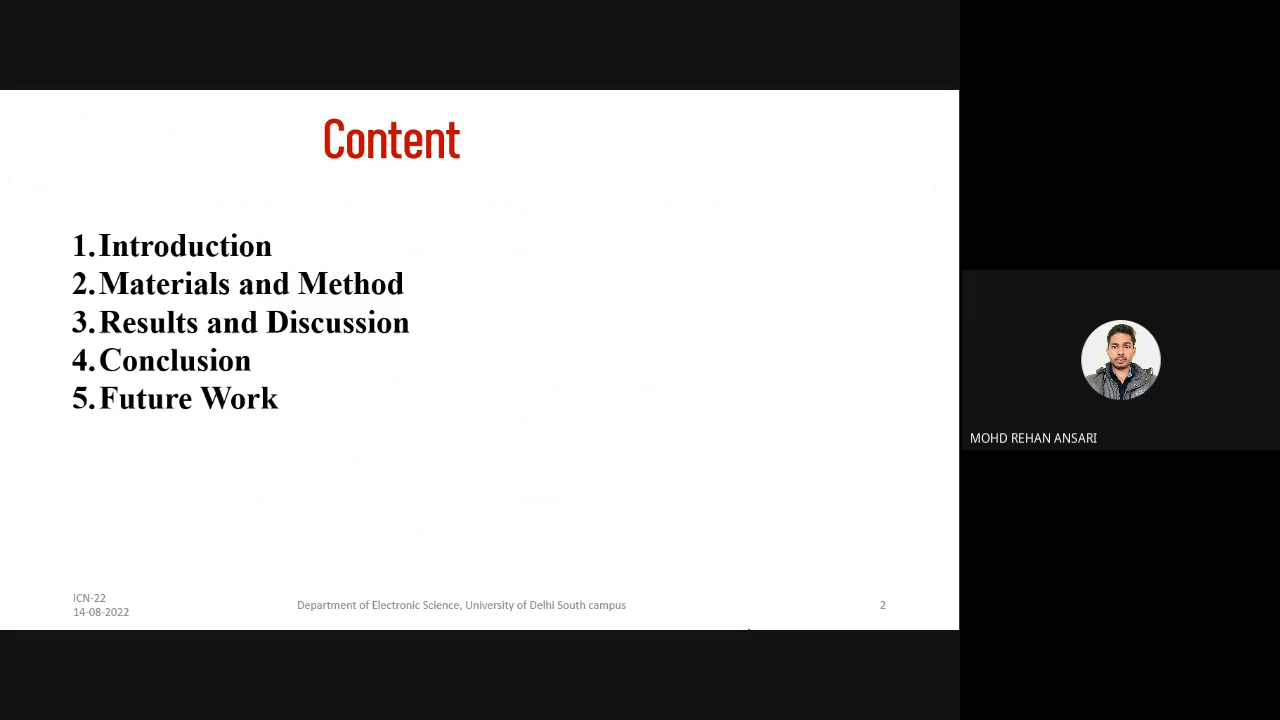 Content
1. Introduction
2. Materials and Method
3. Results and Discussion
4. Conclusion
5. Future Work
ICN-22
14-08-2022
Department of Electronic Science, University of Delhi South campus
2
MOHD REHAN ANSARI